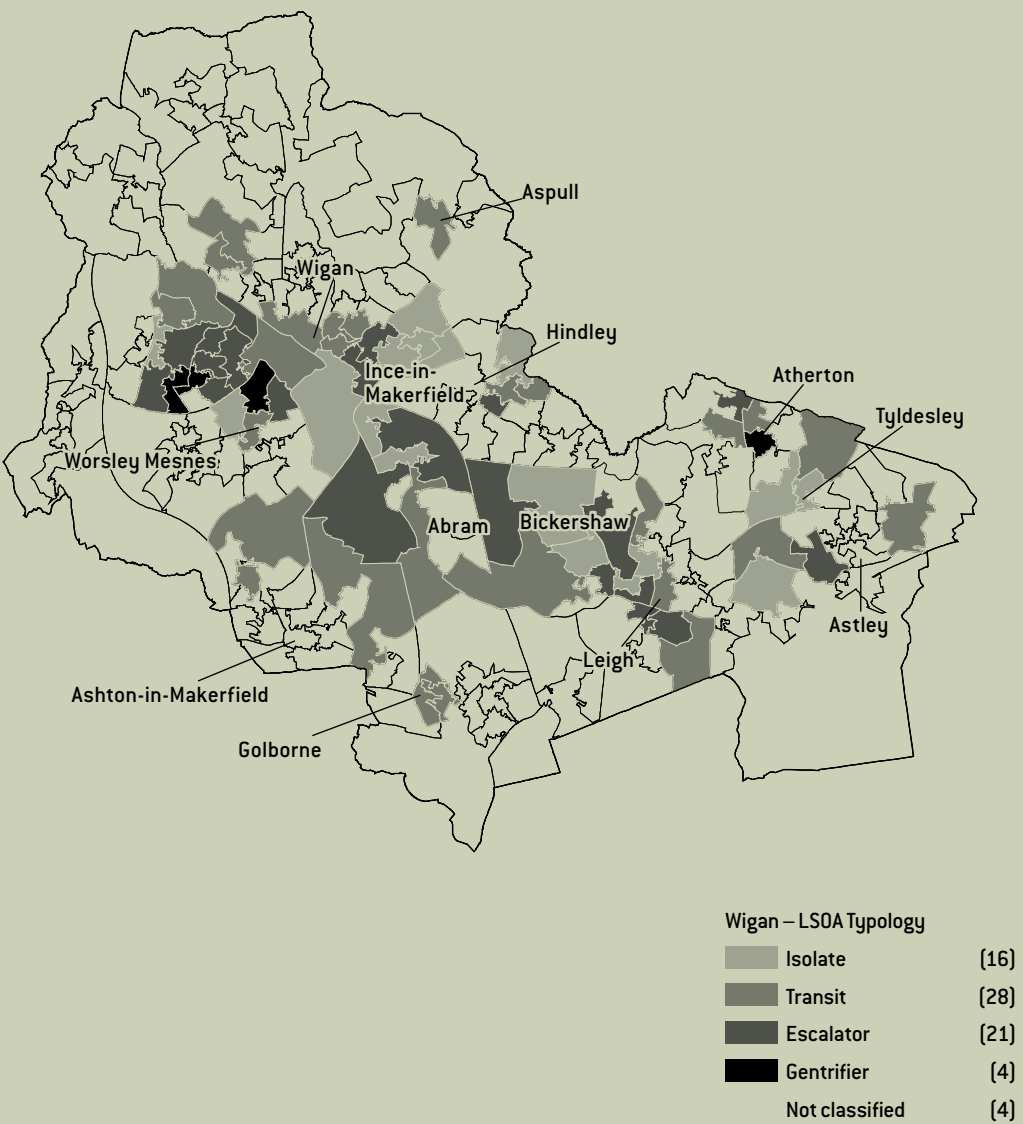 Aspull
Wigan
Hindley
Ince-in-
Makerfield
Atherton
Tyldesley
Worsley Mesnes
Abram
Bickershaw
Astley
Leigh
Ashton-in-Makerfield
Golborne
Wigan – LSOA Typology
Isolate (16)
Transit (28)
Escalator (21)
Gentrifier (4)
Not classified (4)